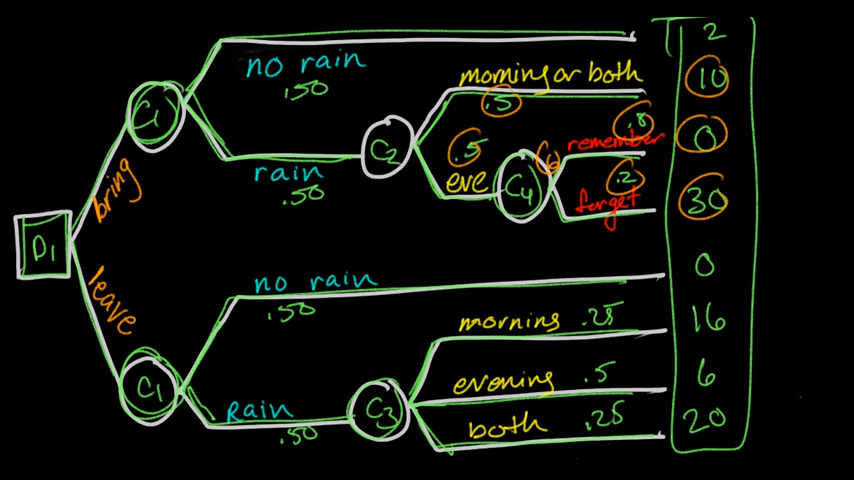 2
no rain
.50
C1
morning or both
.5
10
C2
.8
remember
0
.5
rain
.50
eve
C4
.2
forget
30
bring
D1
leave
no rain
.50
0
morning .25
16
C1
evening .5
6
Rain
.50
C3
both .25
20